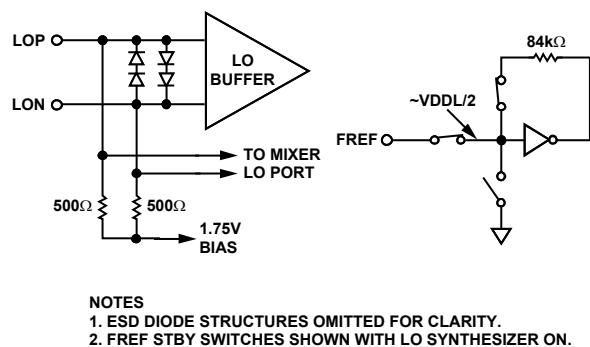 LOP
LON
LO
BUFFER
TO MIXER
LO PORT
500Ω
500Ω
1.75V
BIAS
84kΩ
~VDDL/2
FREF
NOTES
1. ESD DIODE STRUCTURES OMITTED FOR CLARITY.
2. FREF STBY SWITCHES SHOWN WITH LO SYNTHESIZER ON.